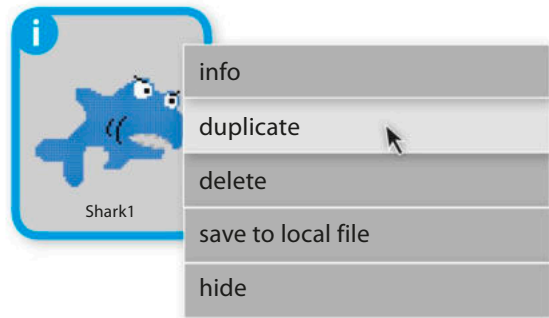 i
info
duplicate
delete
Shark1
save to local file
hide